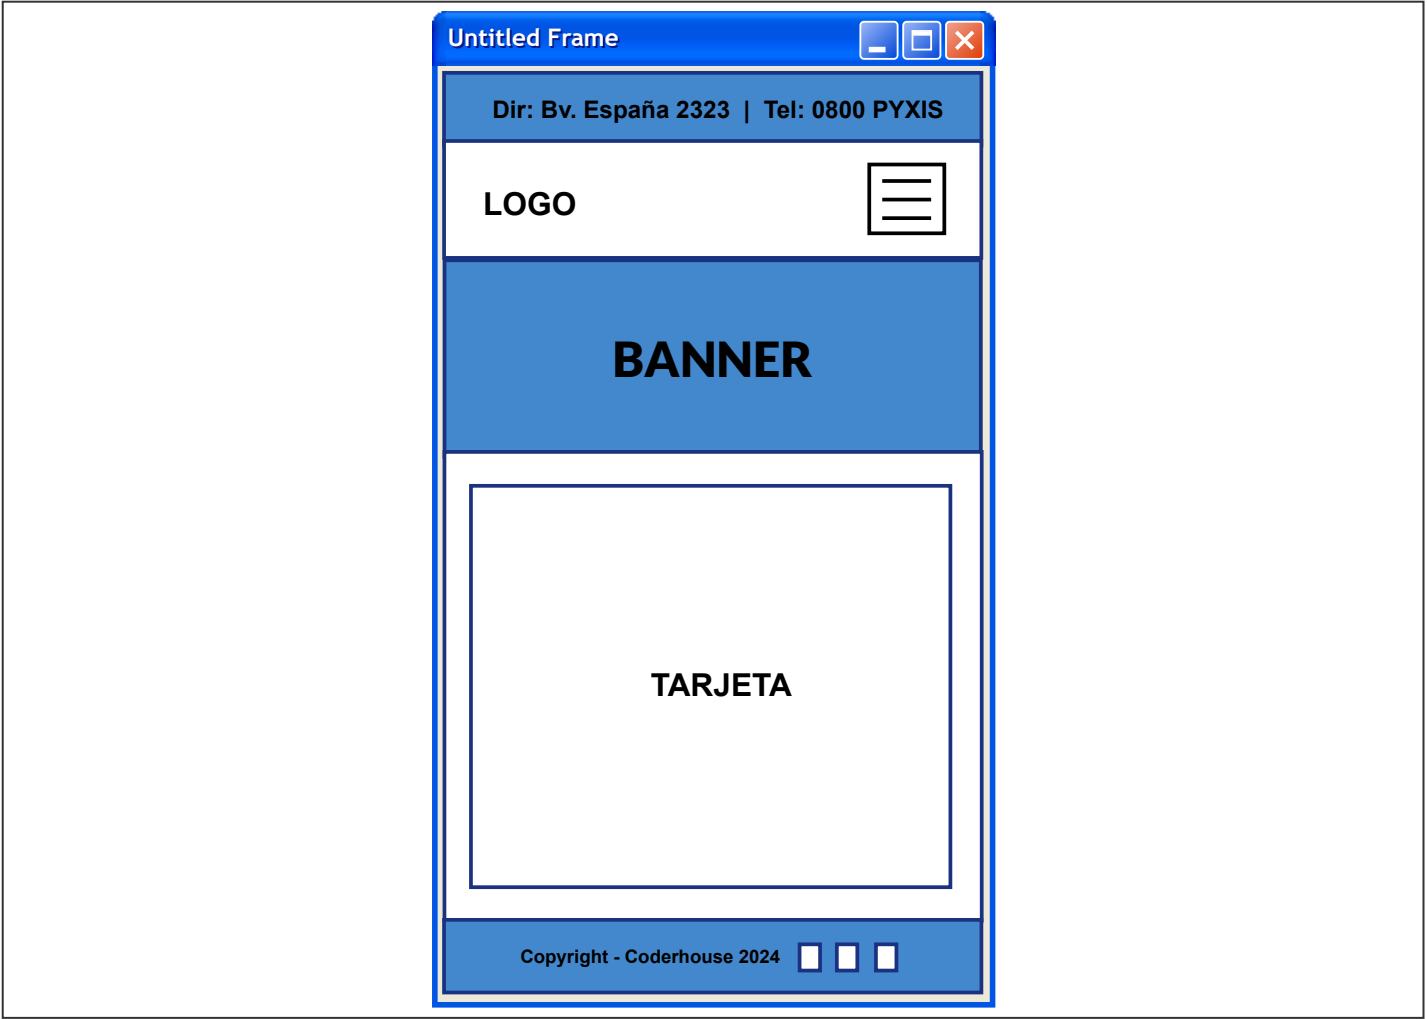 Untitled Frame
Dir: Bv. España 2323 | Tel: 0800 PYXIS
LOGO
BANNER
TARJETA
Copyright - Coderhouse 2024